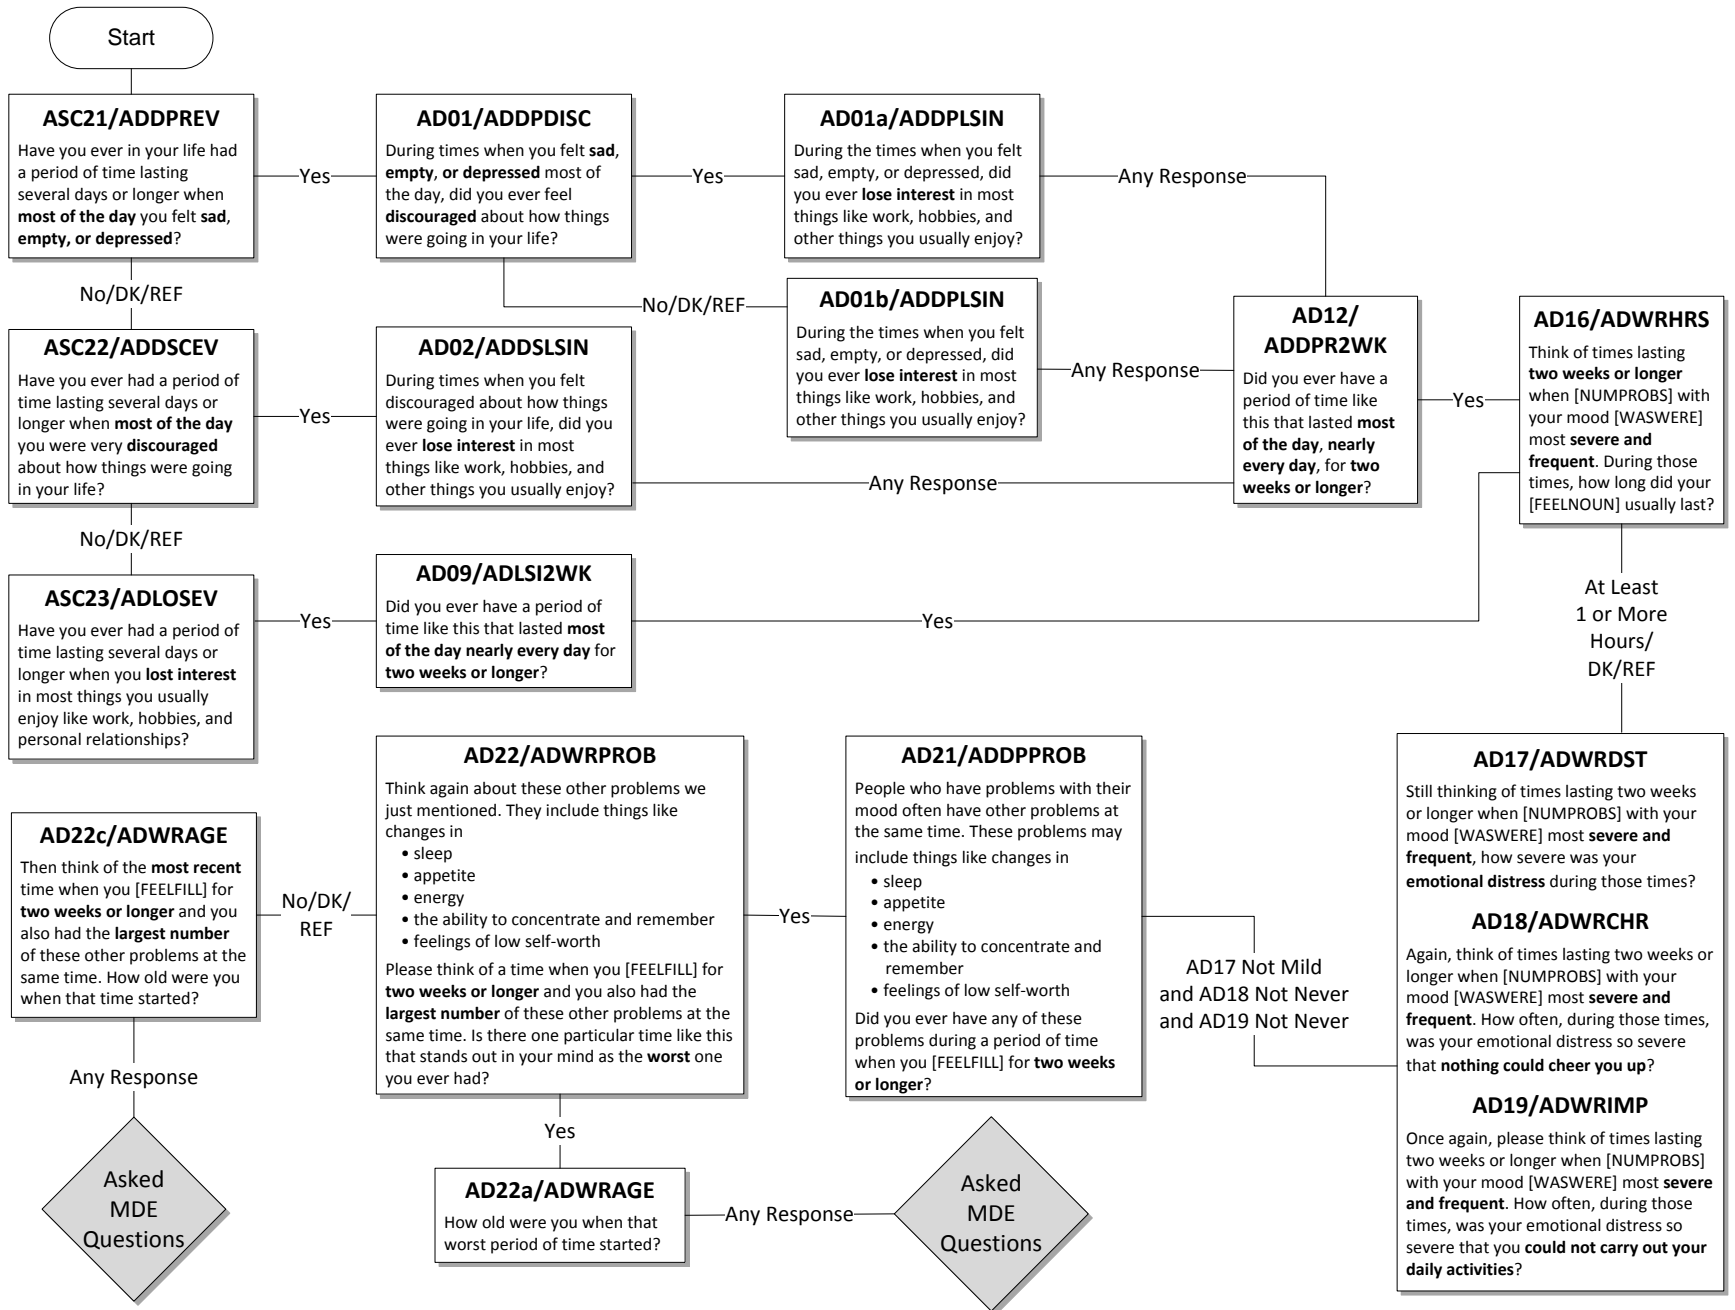 Start
ASC21/ADDPREV
Have you ever in your life had
a period of time lasting
several days or longer when
most of the day you felt sad,
empty, or depressed?
Yes
AD01/ADDPDISC
During times when you felt sad,
empty, or depressed most of
the day, did you ever feel
discouraged about how things
were going in your life?
Yes
AD01a/ADDPLSIN
During the times when you felt
sad, empty, or depressed, did
you ever lose interest in most
things like work, hobbies, and
other things you usually enjoy?
Any Response
No/DK/REF
No/DK/REF
AD01b/ADDPLSIN
During the times when you felt
sad, empty, or depressed, did
you ever lose interest in most
things like work, hobbies, and
other things you usually enjoy?
Any Response
ASC22/ADDSCEV
Have you ever had a period of
time lasting several days or
longer when most of the day
you were very discouraged
about how things were going
in your life?
Yes
AD02/ADDSLSIN
During times when you felt
discouraged about how things
were going in your life, did you
ever lose interest in most
things like work, hobbies, and
other things you usually enjoy?
Any Response
AD12/
ADDPR2WK
Did you ever have a
period of time like
this that lasted most
of the day, nearly
every day, for two
weeks or longer?
Yes
AD16/ADWRHRS
Think of times lasting
two weeks or longer
when [NUMPROBS] with
your mood [WASWERE]
most severe and
frequent. During those
times, how long did your
[FEELNOUN] usually last?
No/DK/REF
ASC23/ADLOSEV
Have you ever had a period of
time lasting several days or
longer when you lost interest
in most things you usually
enjoy like work, hobbies, and
personal relationships?
Yes
AD09/ADLSI2WK
Did you ever have a period of
time like this that lasted most
of the day nearly every day for
two weeks or longer?
Yes
At Least
1 or More
Hours/
DK/REF
AD17/ADWRDST
Still thinking of times lasting two weeks
or longer when [NUMPROBS] with your
mood [WASWERE] most severe and
frequent, how severe was your
emotional distress during those times?
AD18/ADWRCHR
Again, think of times lasting two weeks or
longer when [NUMPROBS] with your
mood [WASWERE] most severe and
frequent. How often, during those times,
was your emotional distress so severe
that nothing could cheer you up?
AD19/ADWRIMP
Once again, please think of times lasting
two weeks or longer when [NUMPROBS]
with your mood [WASWERE] most severe
and frequent. How often, during those
times, was your emotional distress so
severe that you could not carry out your
daily activities?
AD17 Not Mild
and AD18 Not Never
and AD19 Not Never
AD21/ADDPPROB
People who have problems with their
mood often have other problems at
the same time. These problems may
include things like changes in
• sleep
• appetite
• energy
• the ability to concentrate and
remember
• feelings of low self-worth
Did you ever have any of these
problems during a period of time
when you [FEELFILL] for two weeks
or longer?
Yes
AD22/ADWRPROB
Think again about these other problems we
just mentioned. They include things like
changes in
• sleep
• appetite
• energy
• the ability to concentrate and remember
• feelings of low self-worth
Please think of a time when you [FEELFILL] for
two weeks or longer and you also had the
largest number of these other problems at the
same time. Is there one particular time like this
that stands out in your mind as the worst one
you ever had?
No/DK/
REF
AD22c/ADWRAGE
Then think of the most recent
time when you [FEELFILL] for
two weeks or longer and you
also had the largest number
of these other problems at the
same time. How old were you
when that time started?
Any Response
Asked
MDE
Questions
Yes
AD22a/ADWRAGE
How old were you when that
worst period of time started?
Any Response
Asked
MDE
Questions